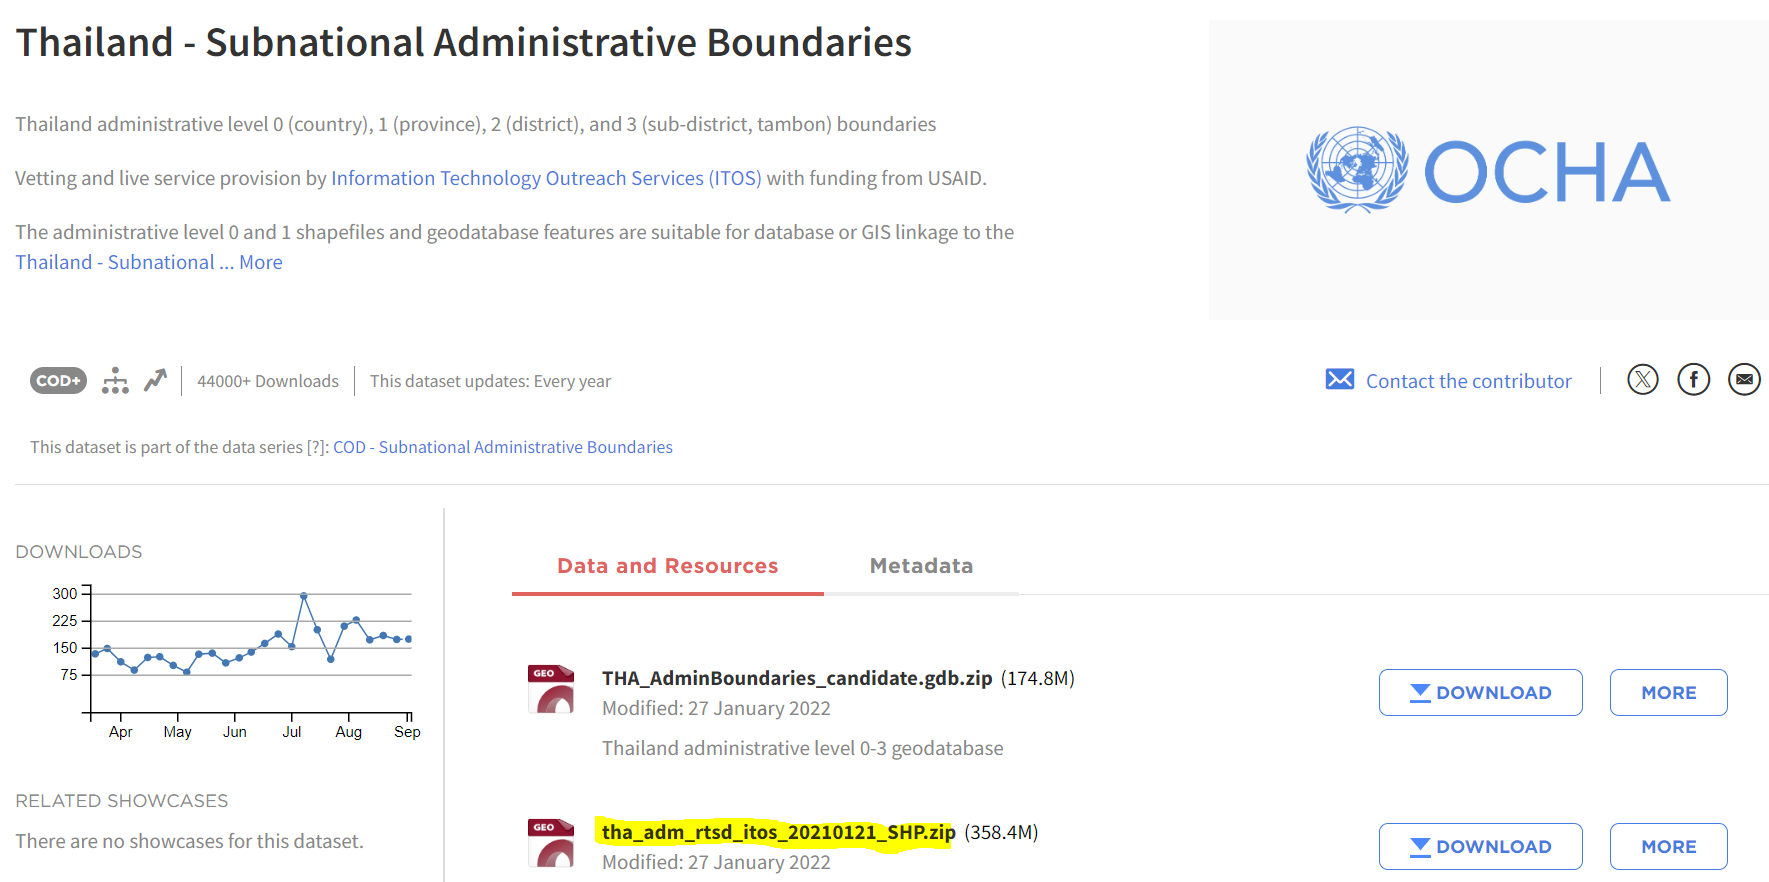 Thailand - Subnational Administrative Boundaries
OCHA
Thailand administrative level 0 (country), 1 (province), 2 (district), and 3 (sub-district, tambon) boundaries
Vetting and live service provision by Information Technology Outreach Services (ITOS) with funding from USAID.
The administrative level 0 and 1 shapefiles and geodatabase features are suitable for database or GIS linkage to the
Thailand - Subnational ... More
COD+ 44000+ Downloads This dataset updates: Every year
Contact the contributor
This dataset is part of the data series [?]: COD - Subnational Administrative Boundaries
DOWNLOADS
300
225
150
75
Apr May Jun Jul Aug Sep
RELATED SHOWCASES
There are no showcases for this dataset.
Data and Resources Metadata
GEO THA_AdminBoundaries_candidate.gdb.zip (174.8M)
Modified: 27 January 2022
Thailand administrative level 0-3 geodatabase
DOWNLOAD MORE
GEO tha_adm_rtsd_itos_20210121_SHP.zip (358.4M)
Modified: 27 January 2022
DOWNLOAD MORE